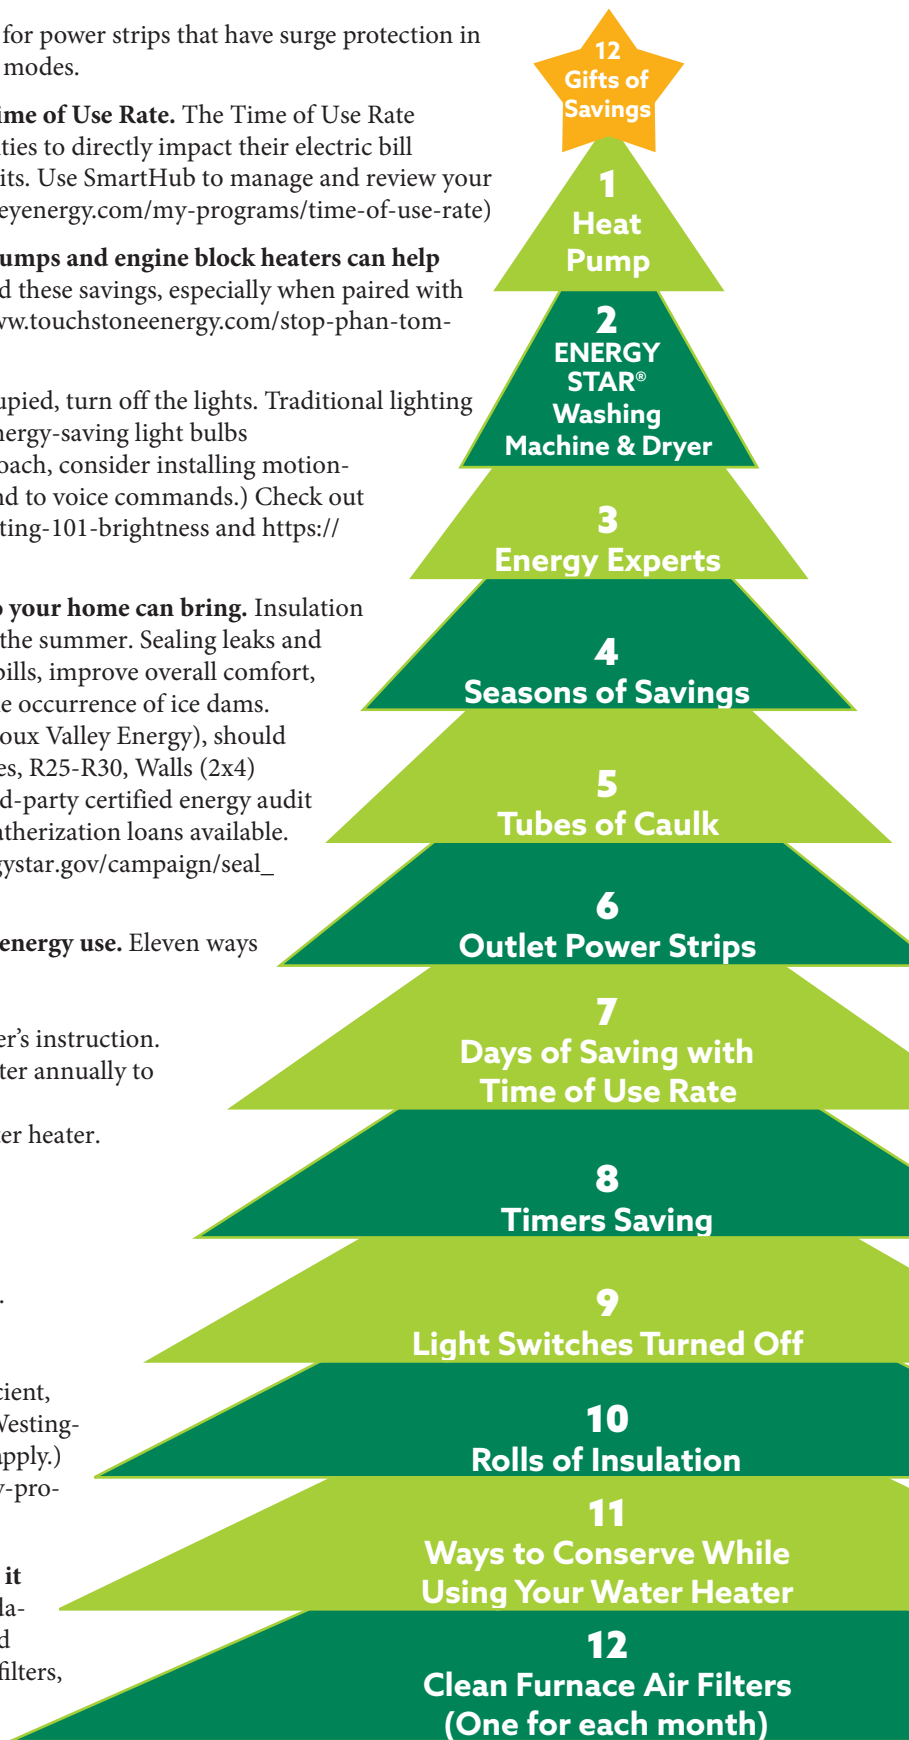 for power strips that have surge protection in
modes.
ime of Use Rate. The Time of Use Rate
ties to directly impact their electric bill
its. Use SmartHub to manage and review your
eyenergy.com/my-programs/time-of-use-rate)
umps and engine block heaters can help
d these savings, especially when paired with
ww.touchstoneenergy.com/stop-phan-tom-
upied, turn off the lights. Traditional lighting
nergy-saving light bulbs
oach, consider installing motion-
nd to voice commands.) Check out
ting-101-brightness and https://
o your home can bring. Insulation
the summer. Sealing leaks and
bills, improve overall comfort,
e occurrence of ice dams.
oux Valley Energy), should
es, R25-R30, Walls (2x4)
d-party certified energy audit
atherization loans available.
gystar.gov/campaign/seal_
energy use. Eleven ways
er’s instruction.
ter annually to
er heater.
.
cient,
Westing-
apply.)
y-pro-
it
da-
d
filters,
12
Gifts of
Savings
1
Heat
Pump
2
ENERGY
STAR®
Washing
Machine & Dryer
3
Energy Experts
4
Seasons of Savings
5
Tubes of Caulk
6
Outlet Power Strips
7
Days of Saving with
Time of Use Rate
8
Timers Saving
9
Light Switches Turned Off
10
Rolls of Insulation
11
Ways to Conserve While
Using Your Water Heater
12
Clean Furnace Air Filters
(One for each month)